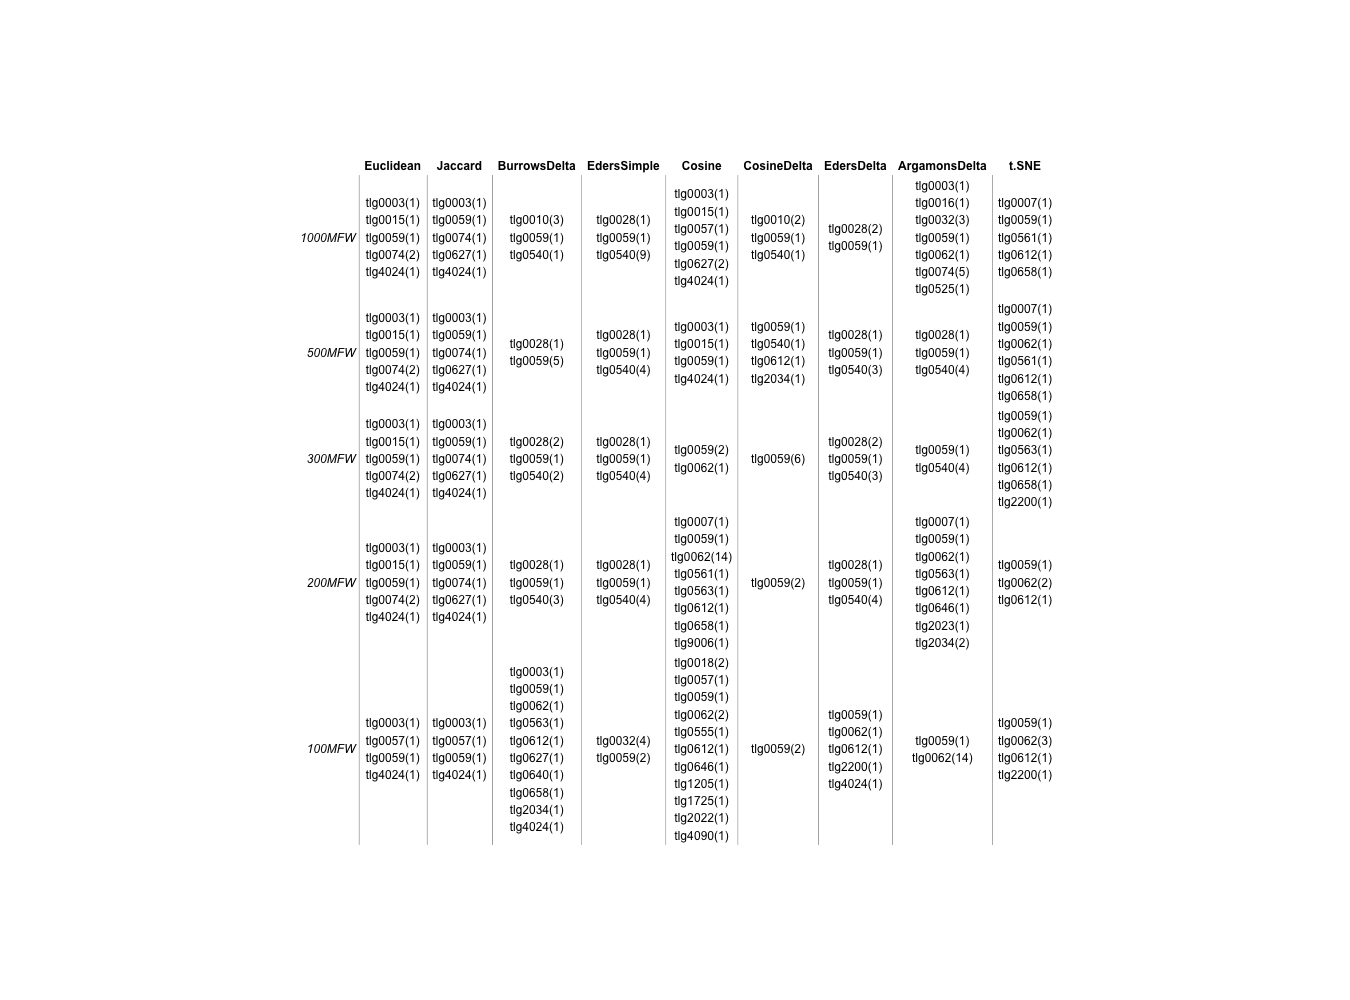 Euclidean
Jaccard
BurrowsDelta
EdersSimple
Cosine
CosineDelta
EdersDelta
ArgamonsDelta
t.SNE
1000MFW
tlg0003(1)
tlg0015(1)
tlg0059(1)
tlg0074(2)
tlg4024(1)
tlg0003(1)
tlg0059(1)
tlg0074(1)
tlg0627(1)
tlg4024(1)
tlg0010(3)
tlg0059(1)
tlg0540(1)
tlg0028(1)
tlg0059(1)
tlg0540(9)
tlg0003(1)
tlg0015(1)
tlg0057(1)
tlg0059(1)
tlg0627(2)
tlg4024(1)
tlg0010(2)
tlg0059(1)
tlg0540(1)
tlg0028(2)
tlg0059(1)
tlg0003(1)
tlg0016(1)
tlg0032(3)
tlg0059(1)
tlg0062(1)
tlg0074(5)
tlg0525(1)
tlg0007(1)
tlg0059(1)
tlg0561(1)
tlg0612(1)
tlg0658(1)
500MFW
tlg0003(1)
tlg0015(1)
tlg0059(1)
tlg0074(2)
tlg4024(1)
tlg0003(1)
tlg0059(1)
tlg0074(1)
tlg0627(1)
tlg4024(1)
tlg0028(1)
tlg0059(5)
tlg0028(1)
tlg0059(1)
tlg0540(4)
tlg0003(1)
tlg0015(1)
tlg0059(1)
tlg4024(1)
tlg0059(1)
tlg0540(1)
tlg0612(1)
tlg2034(1)
tlg0028(1)
tlg0059(1)
tlg0540(3)
tlg0028(1)
tlg0059(1)
tlg0540(4)
tlg0007(1)
tlg0059(1)
tlg0062(1)
tlg0561(1)
tlg0612(1)
tlg0658(1)
300MFW
tlg0003(1)
tlg0015(1)
tlg0059(1)
tlg0074(2)
tlg4024(1)
tlg0003(1)
tlg0059(1)
tlg0074(1)
tlg0627(1)
tlg4024(1)
tlg0028(2)
tlg0059(1)
tlg0540(2)
tlg0028(1)
tlg0059(1)
tlg0540(4)
tlg0059(2)
tlg0062(1)
tlg0059(6)
tlg0028(2)
tlg0059(1)
tlg0540(3)
tlg0059(1)
tlg0540(4)
tlg0059(1)
tlg0062(1)
tlg0563(1)
tlg0612(1)
tlg0658(1)
tlg2200(1)
200MFW
tlg0003(1)
tlg0015(1)
tlg0059(1)
tlg0074(2)
tlg4024(1)
tlg0003(1)
tlg0059(1)
tlg0074(1)
tlg0627(1)
tlg4024(1)
tlg0028(1)
tlg0059(1)
tlg0540(3)
tlg0028(1)
tlg0059(1)
tlg0540(4)
tlg0007(1)
tlg0059(1)
tlg0062(14)
tlg0561(1)
tlg0563(1)
tlg0612(1)
tlg0658(1)
tlg9006(1)
tlg0059(2)
tlg0028(1)
tlg0059(1)
tlg0540(4)
tlg0007(1)
tlg0059(1)
tlg0062(1)
tlg0563(1)
tlg0612(1)
tlg0646(1)
tlg2023(1)
tlg2034(2)
tlg0059(1)
tlg0062(2)
tlg0612(1)
100MFW
tlg0003(1)
tlg0057(1)
tlg0059(1)
tlg4024(1)
tlg0003(1)
tlg0057(1)
tlg0059(1)
tlg4024(1)
tlg0003(1)
tlg0059(1)
tlg0062(1)
tlg0563(1)
tlg0612(1)
tlg0627(1)
tlg0640(1)
tlg0658(1)
tlg2034(1)
tlg4024(1)
tlg0032(4)
tlg0059(2)
tlg0018(2)
tlg0057(1)
tlg0059(1)
tlg0062(2)
tlg0555(1)
tlg0612(1)
tlg0646(1)
tlg1205(1)
tlg1725(1)
tlg2022(1)
tlg4090(1)
tlg0059(2)
tlg0059(1)
tlg0062(1)
tlg0612(1)
tlg2200(1)
tlg4024(1)
tlg0059(1)
tlg0062(14)
tlg0059(1)
tlg0062(3)
tlg0612(1)
tlg2200(1)